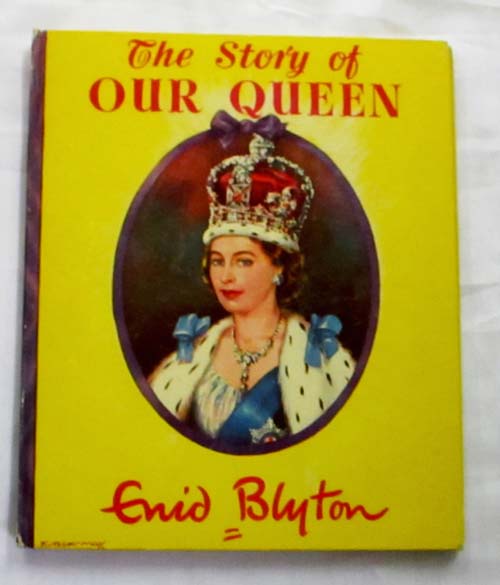 The Story of
OUR QUEEN
Enid Blyton